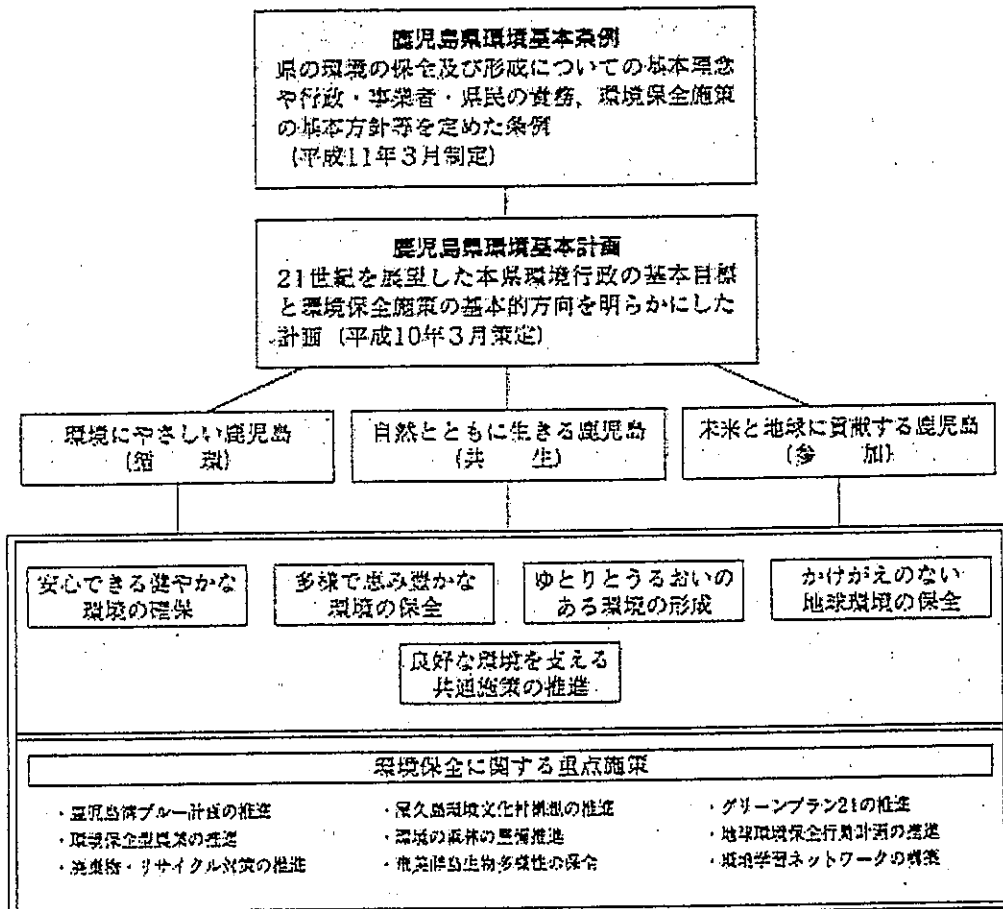 鹿児島県環境基本条例
県の環境の保全及び形成についての基本理念
や行政・事業者・県民の責務、環境保全施策
の基本方針等を定めた条例
(平成11年3月制定)
鹿児島県環境基本計画
21世紀を展望した本県環境行政の基本目標
と環境保全施策の基本的方向を明らかにした
計画(平成10年3月策定)
環境にやさしい鹿児島
(循 環)
自然とともに生きる鹿児島
(共 生)
未来と地球に貢献する鹿児島
(参 加)
安心できる健やかな
環境の確保
多様で恵み豊かな
環境の保全
ゆとりとうるおいの
ある環境の形成
かけがえのない
地球環境の保全
良好な環境を支える
共通施策の推進
環境保全に関する重点施策
・鹿児島湾ブルー計画の推進
・環境保全型農業の推進
・廃棄物・リサイクル対策の推進
・屋久島環境文化村構想の推進
・環境の森林の整備推進
・奄美群島生物多様性の保全
・グリーンプラン21の推進
・地球環境保全行動計画の推進
・環境学習ネットワークの構築